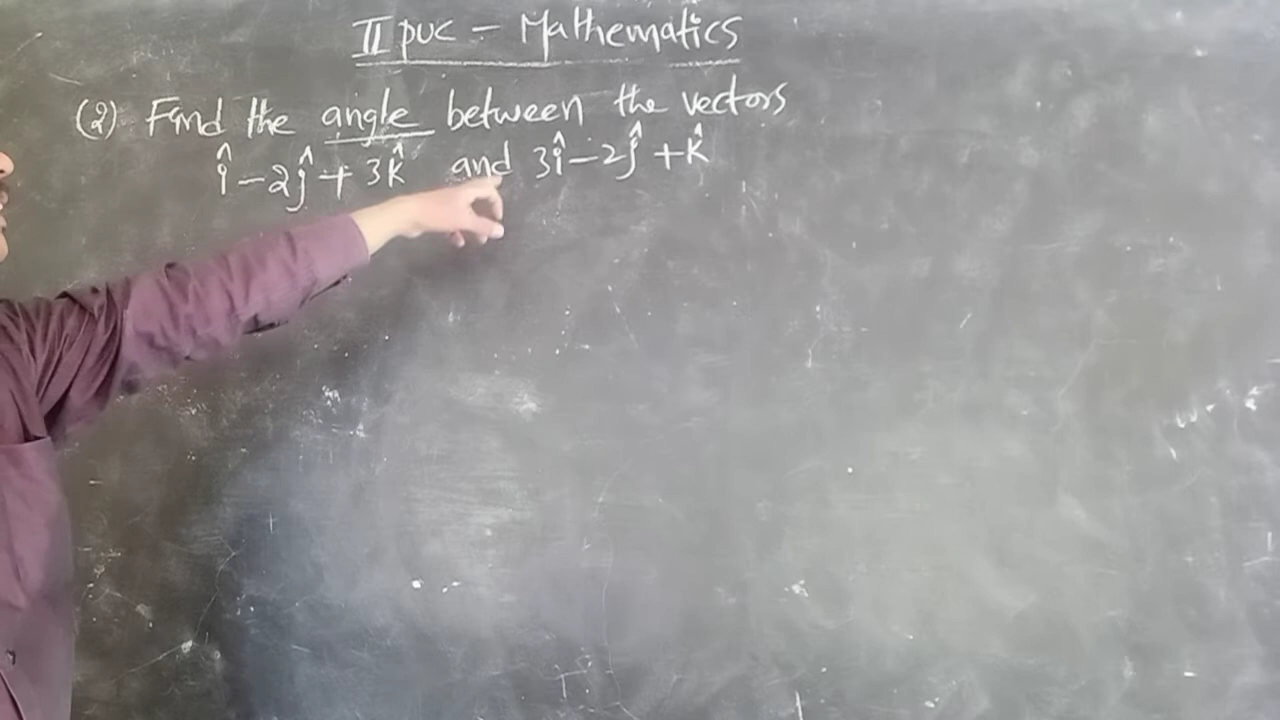 II puc - Mathematics
(2) Find the angle between the vectors
î - 2ĵ + 3k̂ and 3î - 2ĵ + k̂